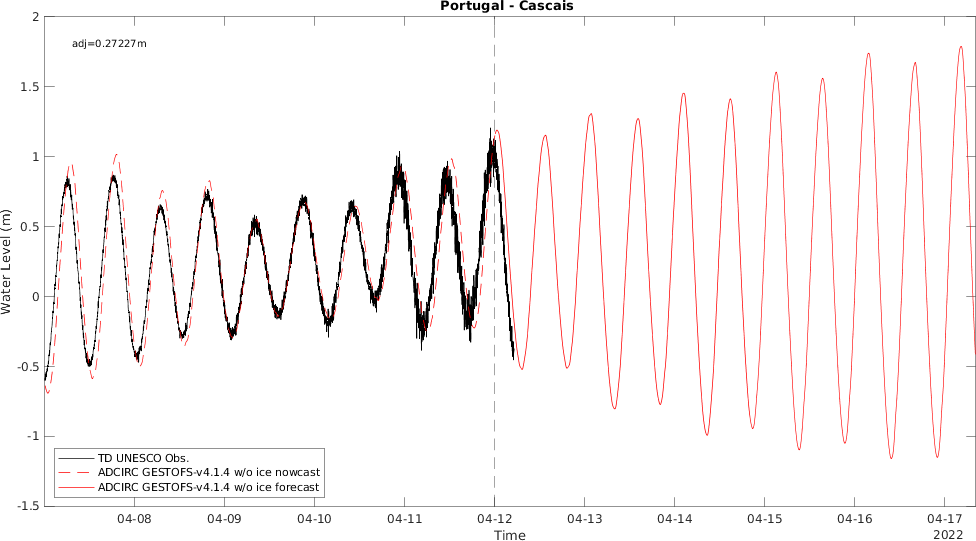 Portugal - Cascais
adj=0.27227m
Water Level (m)
2
1.5
1
0.5
0
-0.5
-1
-1.5
TD UNESCO Obs.
ADCIRC GESTOFS-v4.1.4 w/o ice nowcast
ADCIRC GESTOFS-v4.1.4 w/o ice forecast
04-08 04-09 04-10 04-11 04-12 04-13 04-14 04-15 04-16 04-17
Time
2022